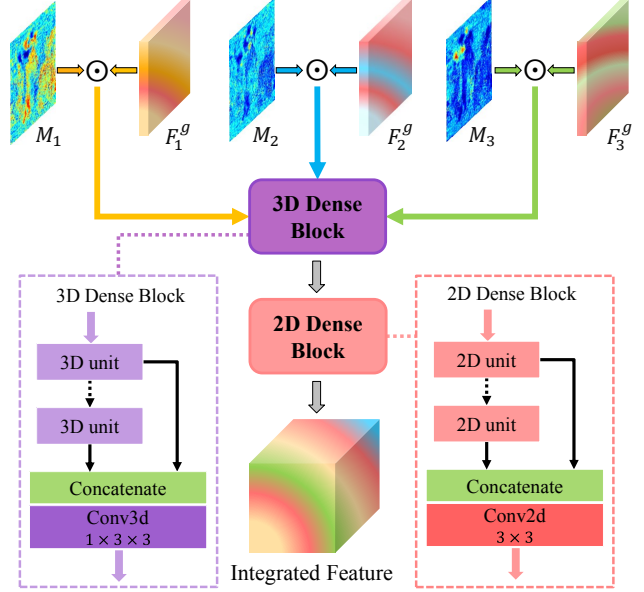 M₁ F₁ᵍ M₂ F₂ᵍ M₃ F₃ᵍ
3D Dense
Block
3D Dense Block
2D Dense
Block
2D Dense Block
3D unit
2D unit
3D unit
2D unit
Concatenate
Concatenate
Conv3d
1 × 3 × 3
Conv2d
3 × 3
Integrated Feature